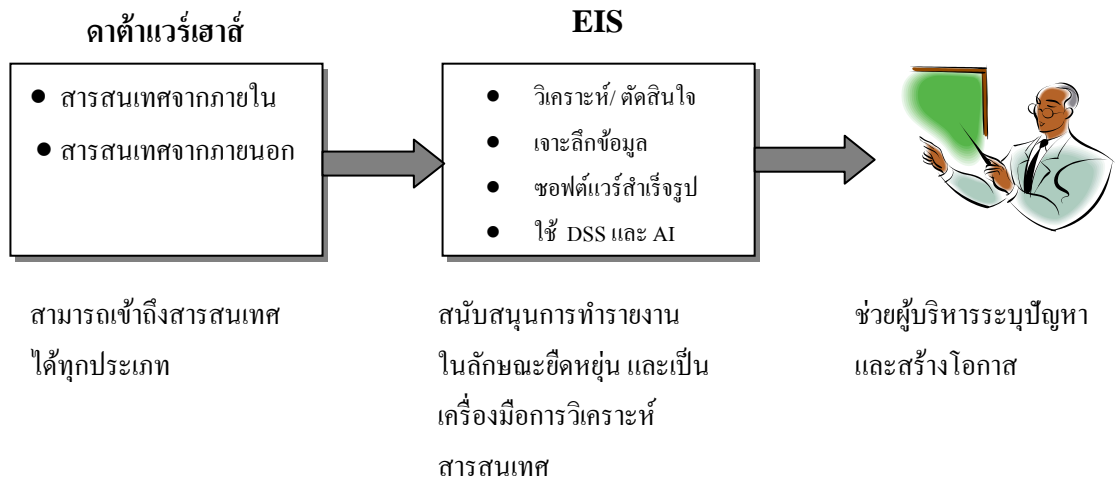 ดาต้าแวร์เฮาส์
EIS
● สารสนเทศจากภายใน
● สารสนเทศจากภายนอก
● วิเคราะห์/ ตัดสินใจ
● เจาะลึกข้อมูล
● ซอฟต์แวร์สำเร็จรูป
● ใช้ DSS และ AI
สามารถเข้าถึงสารสนเทศ
ได้ทุกประเภท
สนับสนุนการทำรายงาน
ในลักษณะยืดหยุ่น และเป็น
เครื่องมือการวิเคราะห์
สารสนเทศ
ช่วยผู้บริหารระบุปัญหา
และสร้างโอกาส